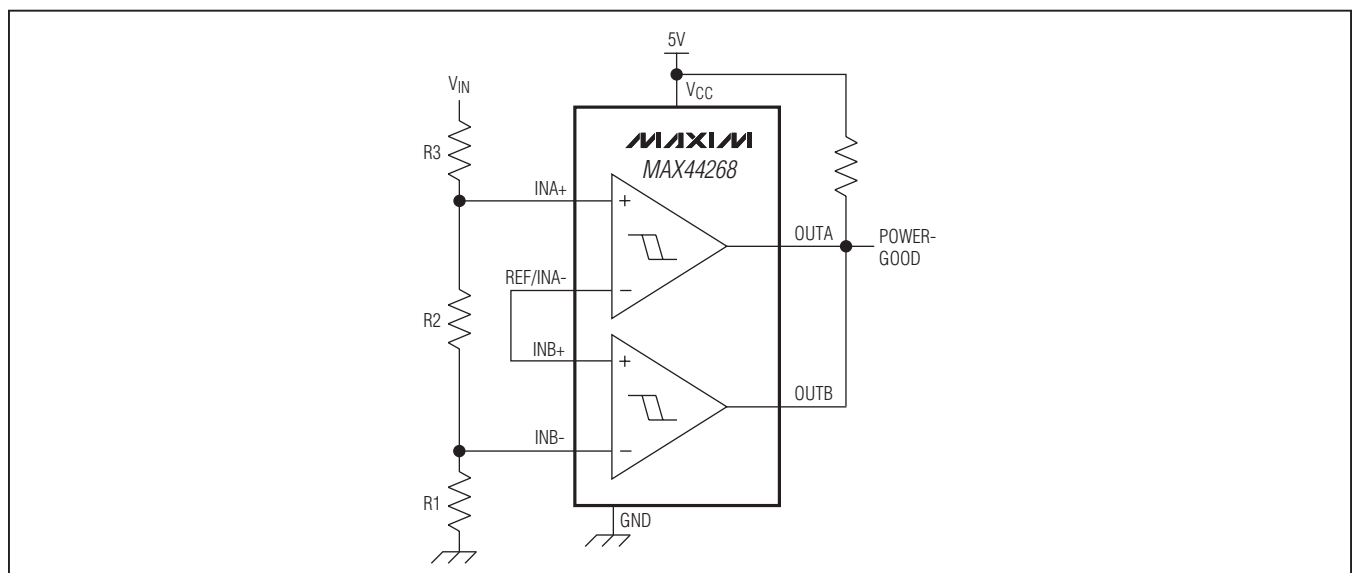 5V
VCC
VIN
MAXIM
MAX44268
R3
INA+
+
OUTA
POWER-
GOOD
REF/INA-
−
R2
INB+
+
OUTB
INB-
−
R1
GND